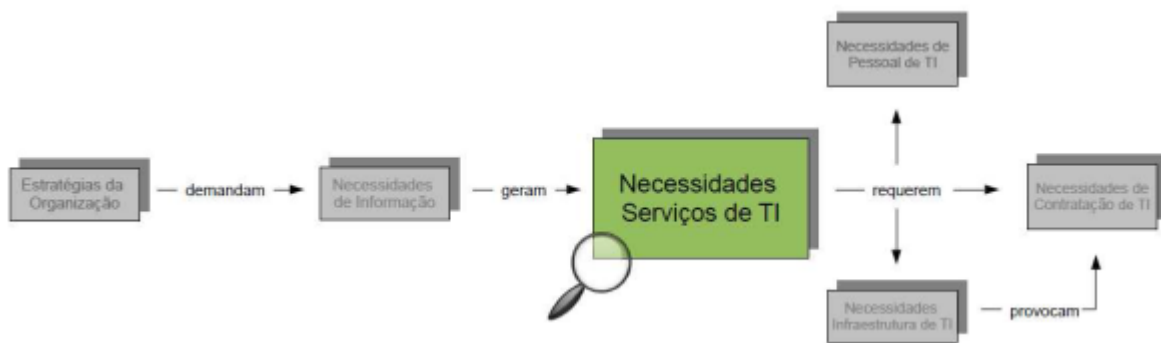 Necessidades de
Pessoal de TI
Estratégias da
Organização
demandam
Necessidades
de Informação
geram
Necessidades
Serviços de TI
requerem
Necessidades de
Contratação de TI
Necessidades
Infraestrutura de TI
provocam